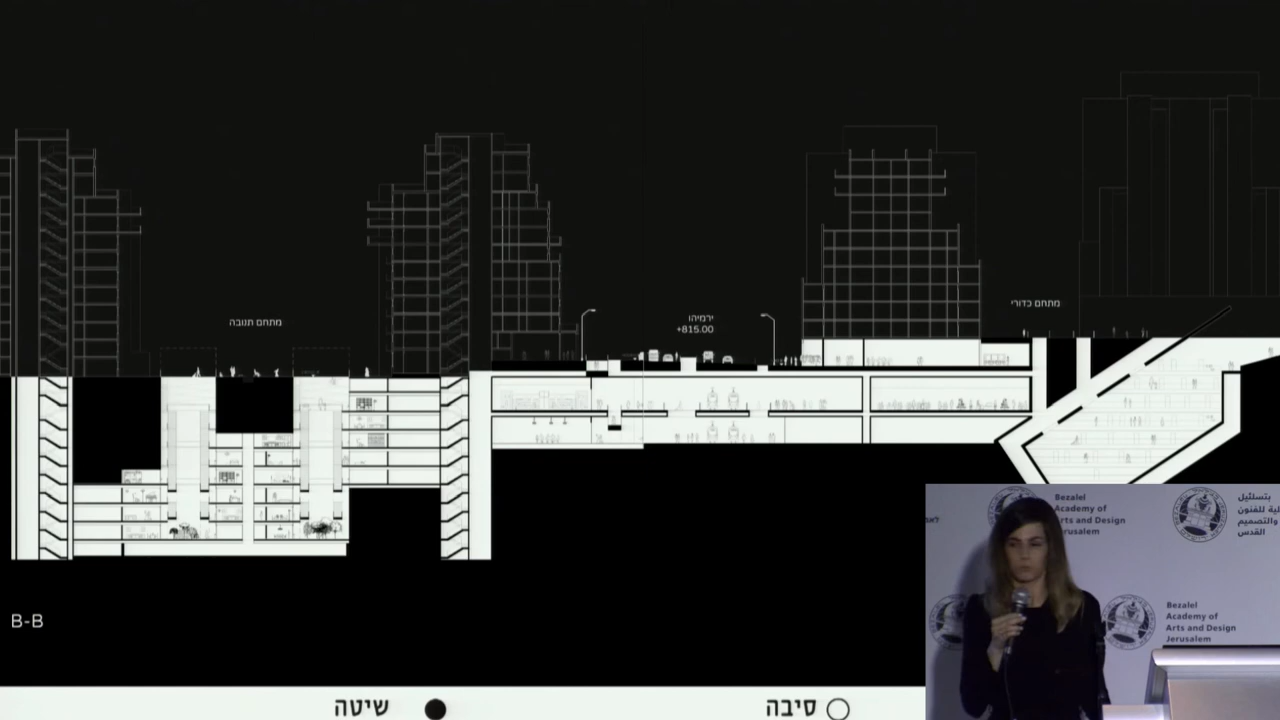 מתחם תנובה
ירמיהו
+815.00
מתחם כדורי
B-B
שיטה
סיבה
Bezalel
Academy of
Arts and Design
Jerusalem
بتسلئيل
والتصميم
القدس
Bezalel
Academy of
Arts and Design
Jerusalem